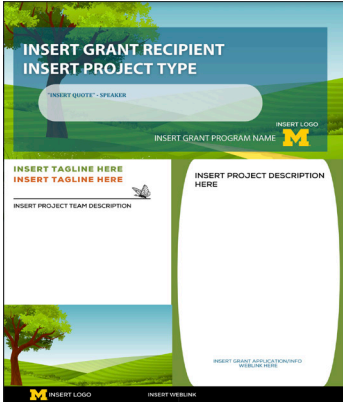 INSERT GRANT RECIPIENT
INSERT PROJECT TYPE
"INSERT QUOTE" - SPEAKER
INSERT LOGO
M
INSERT GRANT PROGRAM NAME
INSERT TAGLINE HERE
INSERT TAGLINE HERE
INSERT PROJECT TEAM DESCRIPTION
INSERT PROJECT DESCRIPTION
HERE
INSERT GRANT APPLICATION/INFO
WEBLINK HERE
M INSERT LOGO
INSERT WEBLINK